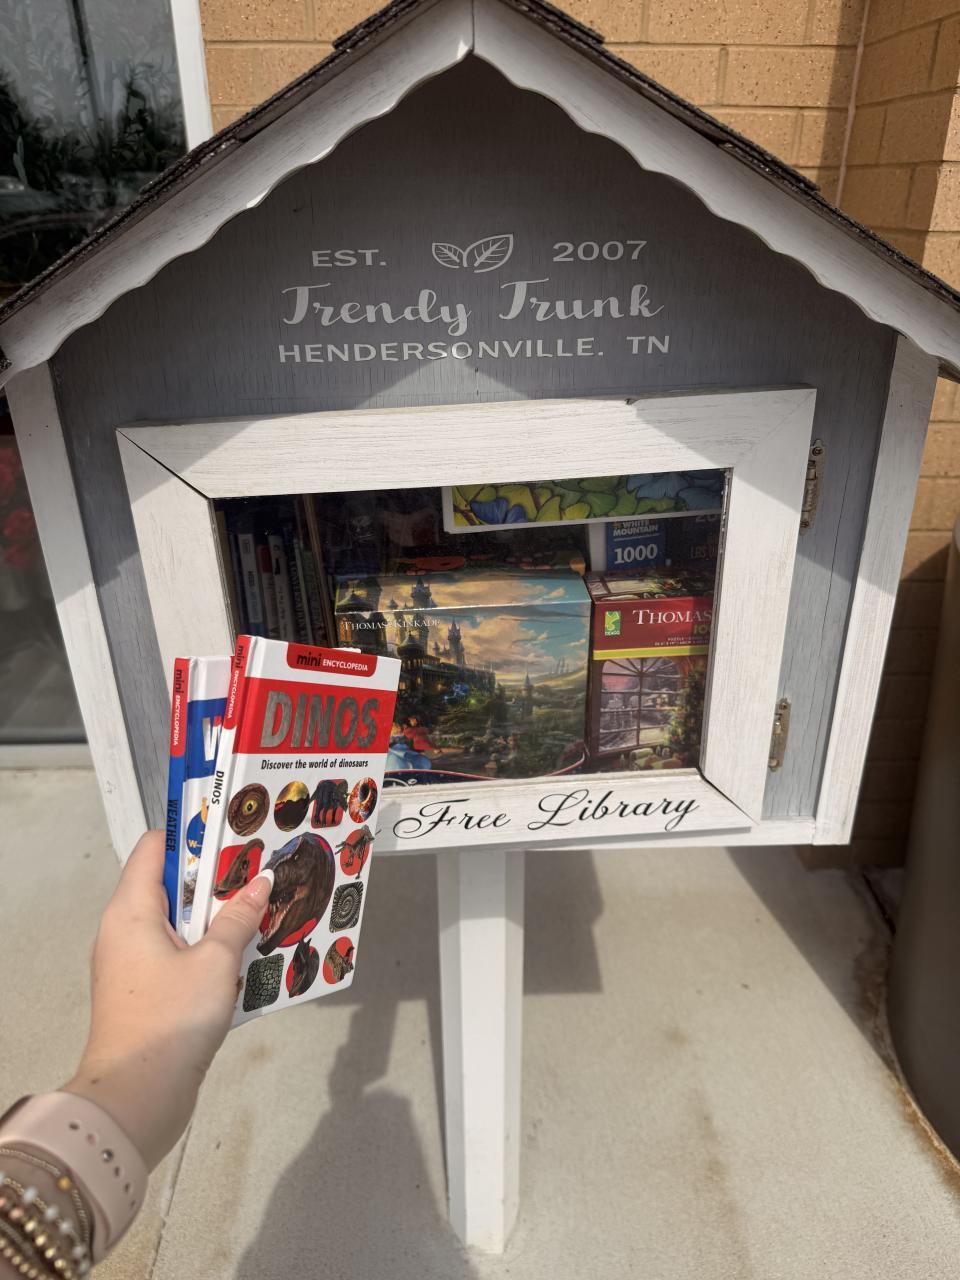 EST. 2007
Trendy Trunk
HENDERSONVILLE. TN
WHITE
MOUNTAIN
1000
THOMAS KINKADE
THOMAS
mini ENCYCLOPEDIA
DINOS
Discover the world of dinosaurs
mini ENCYCLOPEDIA
DINOS
mini ENCYCLOPEDIA
WEATHER
W
Free Library